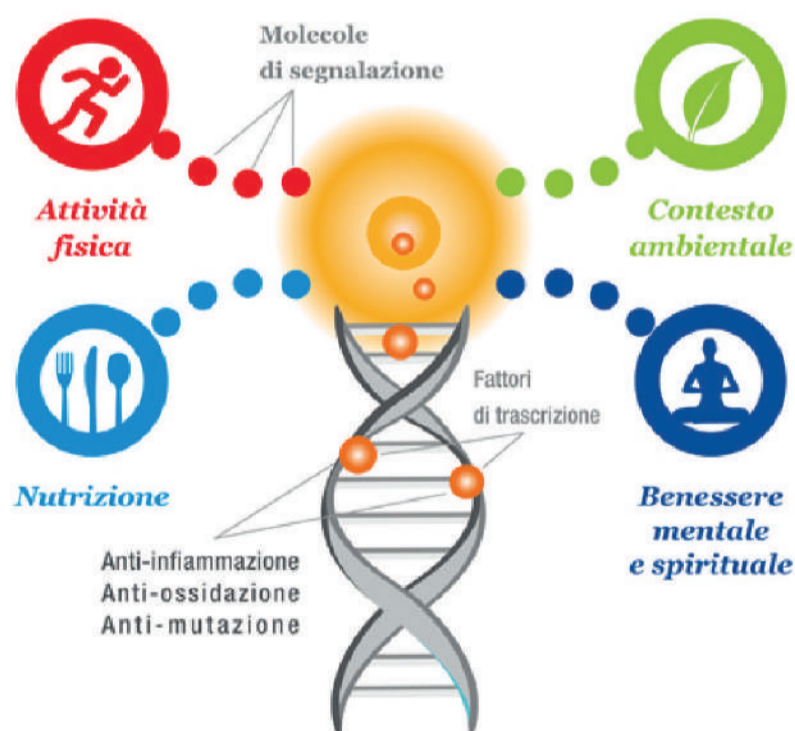 Molecole
di segnalazione
Attività
fisica
Contesto
ambientale
Fattori
di trascrizione
Nutrizione
Benessere
mentale
e spirituale
Anti-infiammazione
Anti-ossidazione
Anti-mutazione